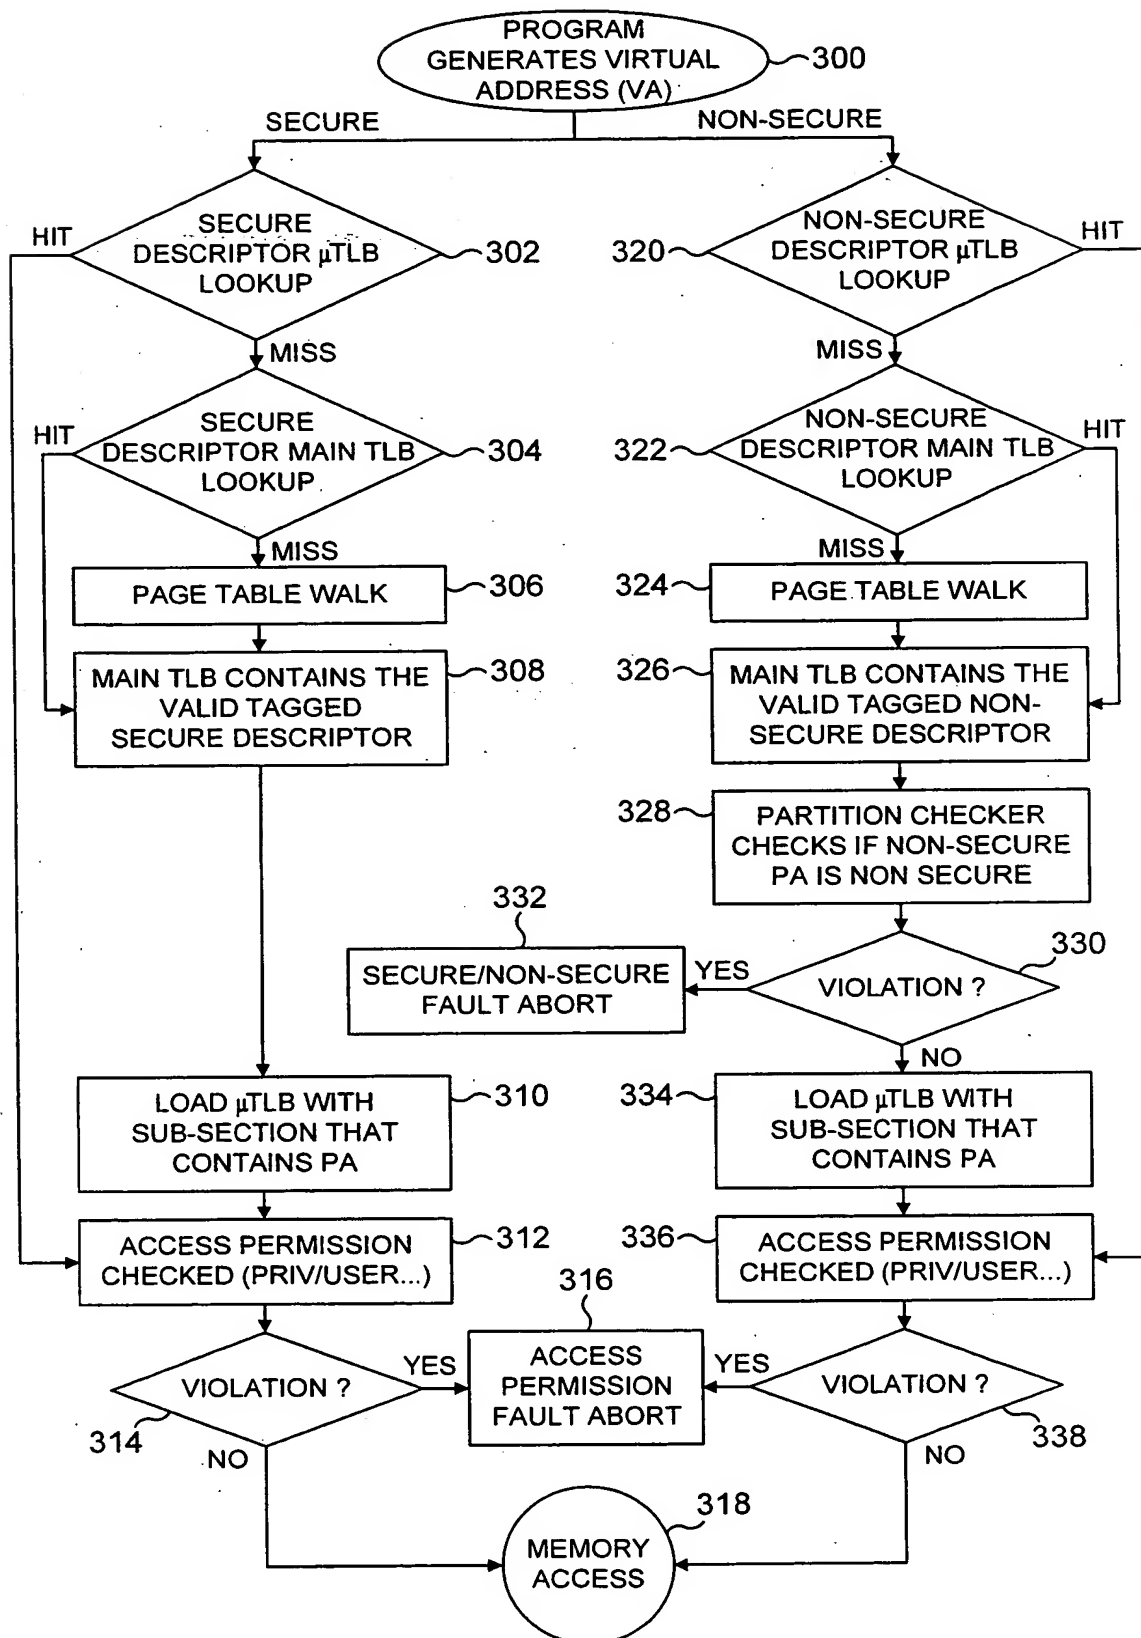 PROGRAM
GENERATES VIRTUAL
ADDRESS (VA)
300
SECURE
NON-SECURE
HIT
SECURE
DESCRIPTOR µTLB
LOOKUP
302
320
NON-SECURE
DESCRIPTOR µTLB
LOOKUP
HIT
MISS
MISS
HIT
SECURE
DESCRIPTOR MAIN TLB
LOOKUP
304
322
NON-SECURE
DESCRIPTOR MAIN TLB
LOOKUP
HIT
MISS
MISS
PAGE TABLE WALK
306
324
PAGE TABLE WALK
MAIN TLB CONTAINS THE
VALID TAGGED
SECURE DESCRIPTOR
308
326
MAIN TLB CONTAINS THE
VALID TAGGED NON-
SECURE DESCRIPTOR
328
PARTITION CHECKER
CHECKS IF NON-SECURE
PA IS NON SECURE
332
SECURE/NON-SECURE
FAULT ABORT
YES
VIOLATION ?
330
NO
LOAD µTLB WITH
SUB-SECTION THAT
CONTAINS PA
310
334
LOAD µTLB WITH
SUB-SECTION THAT
CONTAINS PA
ACCESS PERMISSION
CHECKED (PRIV/USER...)
312
336
ACCESS PERMISSION
CHECKED (PRIV/USER...)
316
VIOLATION ?
YES
ACCESS
PERMISSION
FAULT ABORT
YES
VIOLATION ?
314
NO
NO
338
318
MEMORY
ACCESS